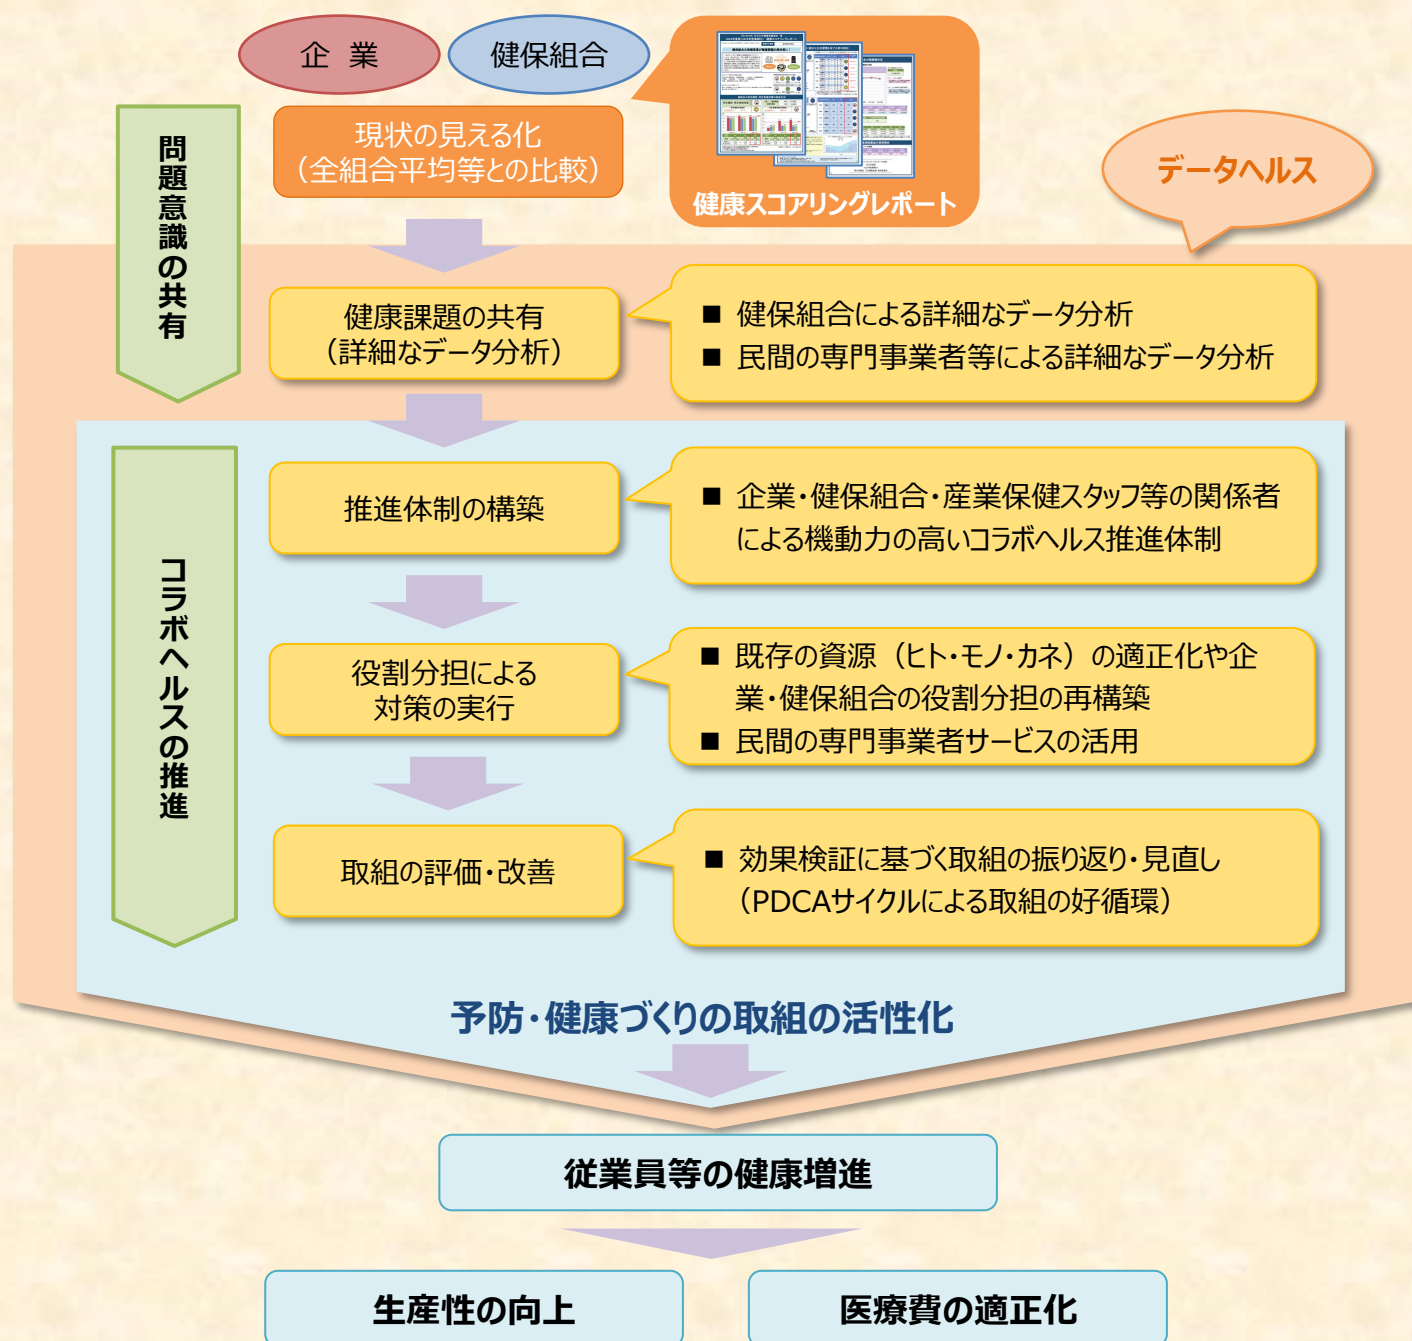 企 業
健保組合
現状の見える化
（全組合平均等との比較）
健康スコアリングレポート
データヘルス
問題意識の共有
健康課題の共有
（詳細なデータ分析）
■ 健保組合による詳細なデータ分析
■ 民間の専門事業者等による詳細なデータ分析
コラボヘルスの推進
推進体制の構築
■ 企業・健保組合・産業保健スタッフ等の関係者
による機動力の高いコラボヘルス推進体制
役割分担による
対策の実行
■ 既存の資源（ヒト・モノ・カネ）の適正化や企
業・健保組合の役割分担の再構築
■ 民間の専門事業者サービスの活用
取組の評価・改善
■ 効果検証に基づく取組の振り返り・見直し
（PDCAサイクルによる取組の好循環）
予防・健康づくりの取組の活性化
従業員等の健康増進
生産性の向上
医療費の適正化